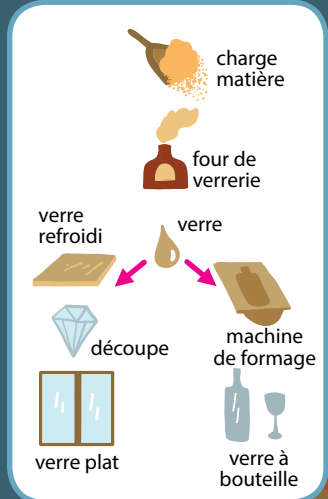 charge
matière
four de
verrerie
verre
refroidi
verre
découpe
machine
de formage
verre plat
verre à
bouteille